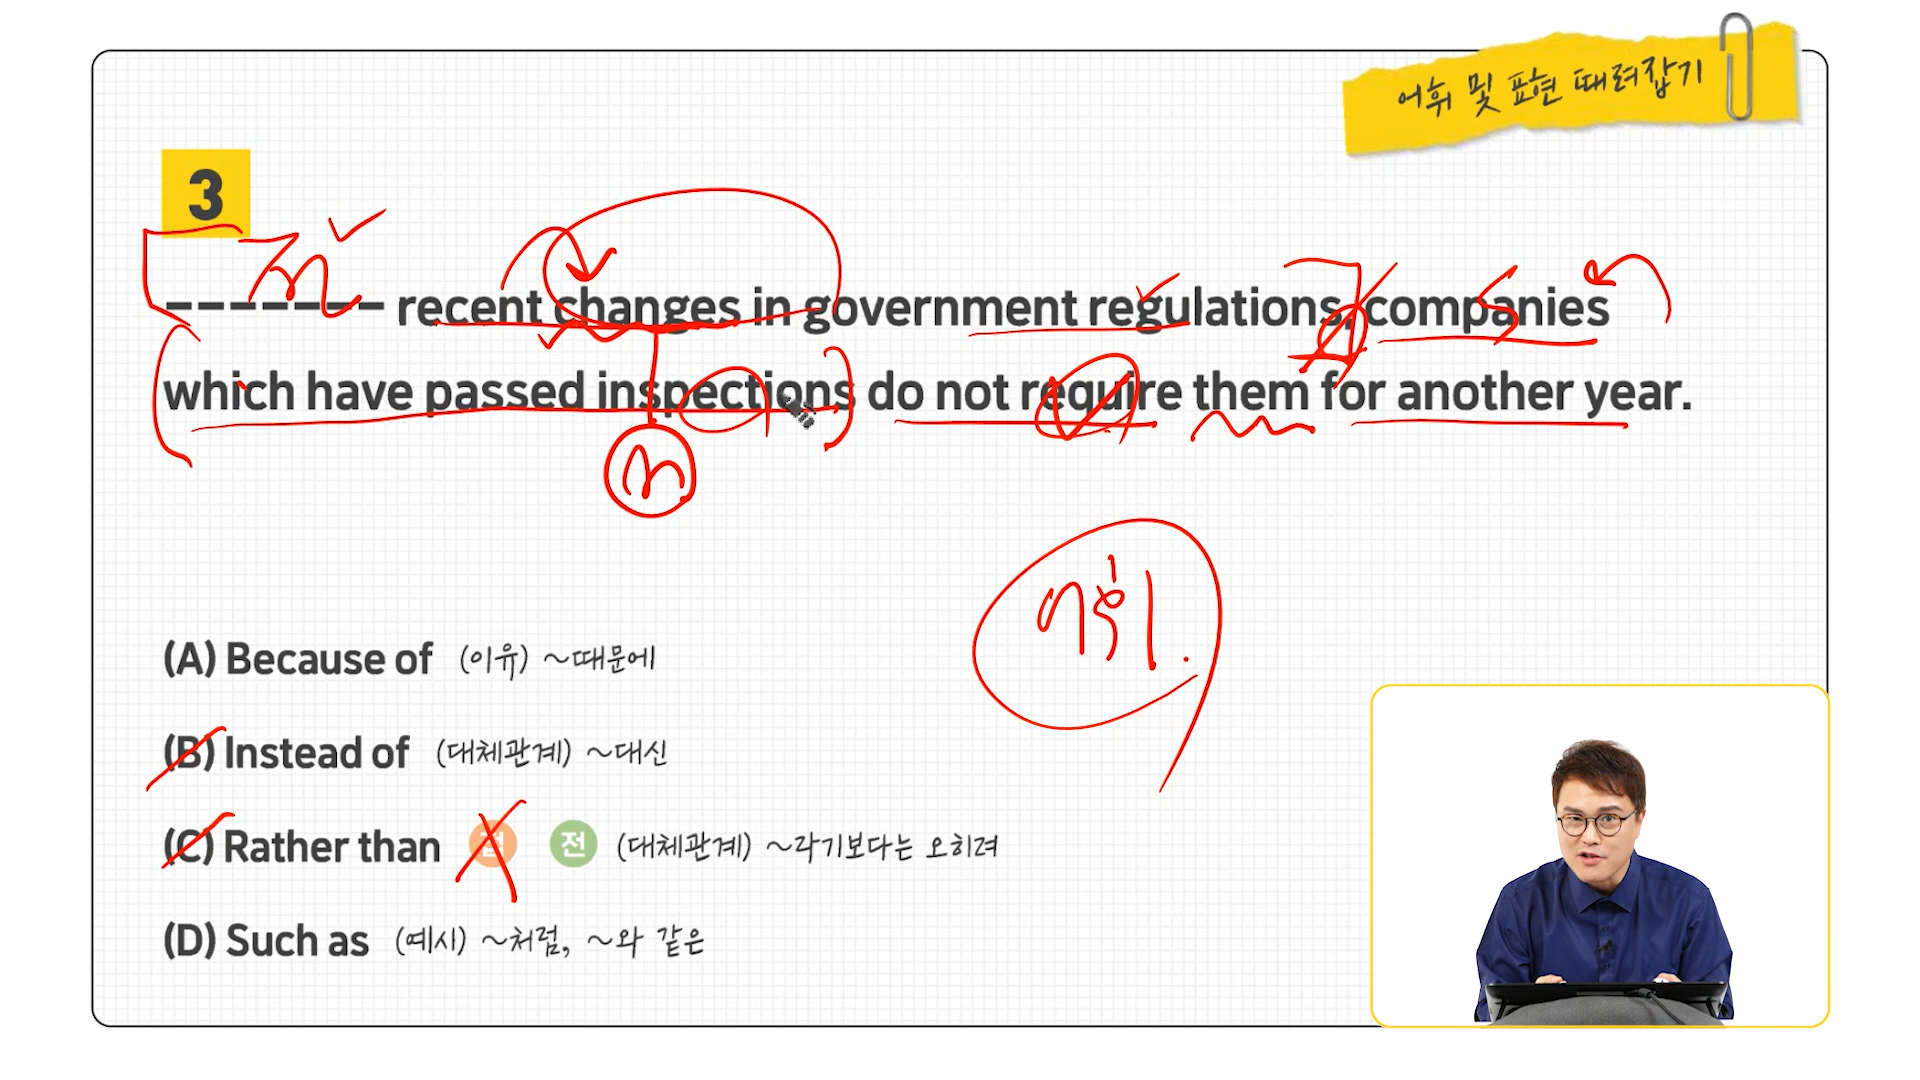 어휘 및 표현 때려잡기
3
------- recent changes in government regulations, companies
which have passed inspections do not require them for another year.
n
n
어휘.
(A) Because of (이유) ~때문에
(B) Instead of (대체관계) ~대신
(C) Rather than 전 (대체관계) ~라기보다는 오히려
(D) Such as (예시) ~처럼, ~와 같은